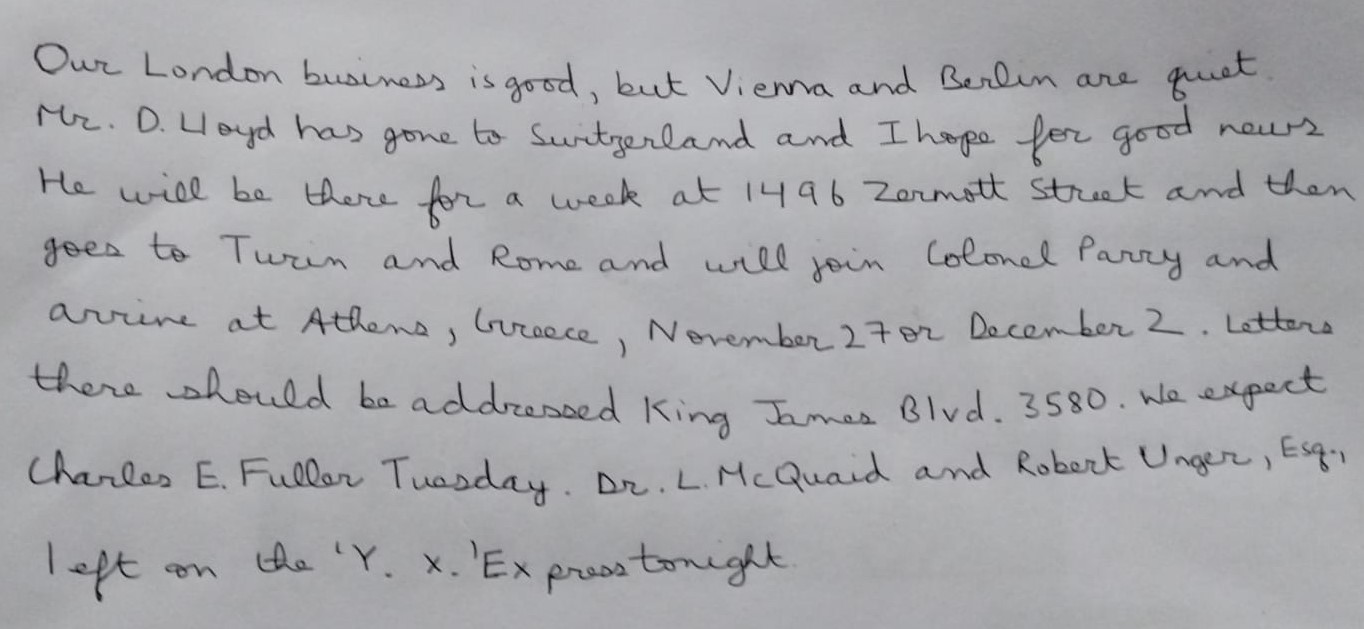 Our London business is good, but Vienna and Berlin are quiet.
Mr. D. Lloyd has gone to Switzerland and I hope for good news
He will be there for a week at 1496 Zermott Street and then
goes to Turin and Rome and will join Colonel Parry and
arrive at Athens, Greece, November 27 or December 2. Letters
there should be addressed King James Blvd. 3580. We expect
Charles E. Fuller Tuesday. Dr. L. McQuaid and Robert Unger, Esq.,
left on the 'Y. X.' Express tonight.